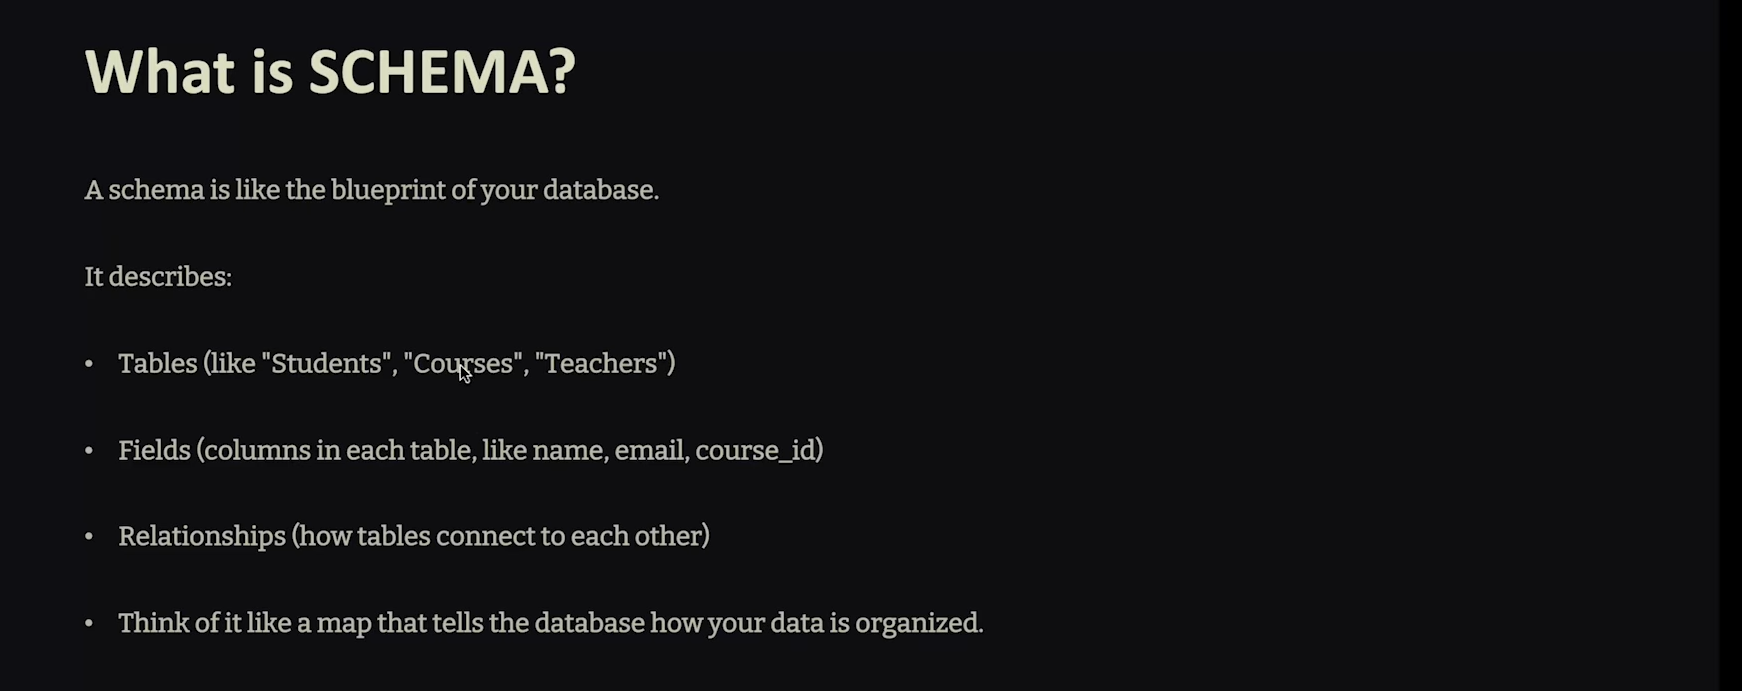 What is SCHEMA?
A schema is like the blueprint of your database.
It describes:
• Tables (like "Students", "Courses", "Teachers")
• Fields (columns in each table, like name, email, course_id)
• Relationships (how tables connect to each other)
• Think of it like a map that tells the database how your data is organized.